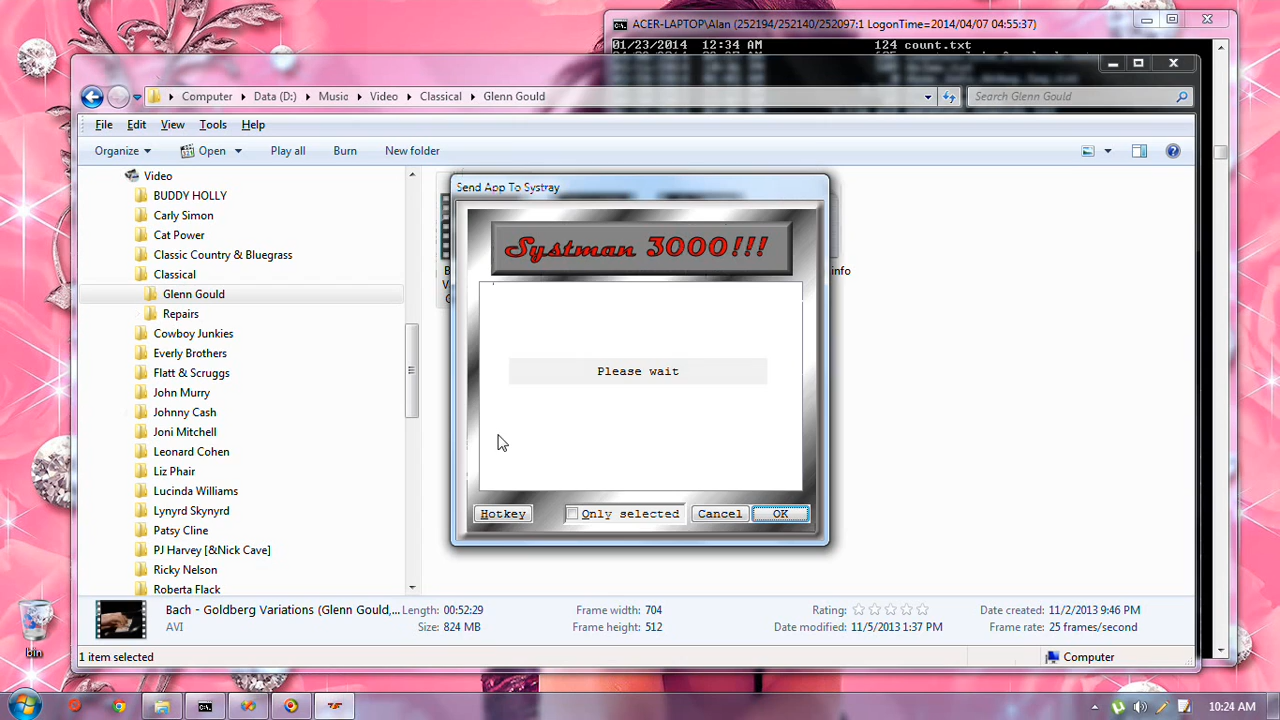 ACER-LAPTOP\Alan (252194/252140/252097:1 LogonTime=2014/04/07 04:55:37)
01/23/2014 12:34 AM 124 count.txt
Computer Data (D:) Music Video Classical Glenn Gould
Search Glenn Gould
File Edit View Tools Help
Organize Open Play all Burn New folder
Video
BUDDY HOLLY
Carly Simon
Cat Power
Classic Country & Bluegrass
Classical
Glenn Gould
Repairs
Cowboy Junkies
Everly Brothers
Flatt & Scruggs
John Murry
Johnny Cash
Joni Mitchell
Leonard Cohen
Liz Phair
Lucinda Williams
Lynyrd Skynyrd
Patsy Cline
PJ Harvey [&Nick Cave]
Ricky Nelson
Roberta Flack
info
Send App To Systray
Systman 3000!!!
Please wait
Hotkey Only selected Cancel OK
Bach - Goldberg Variations (Glenn Gould,... Length: 00:52:29 Frame width: 704 Rating: Date created: 11/2/2013 9:46 PM
AVI Size: 824 MB Frame height: 512 Date modified: 11/5/2013 1:37 PM Frame rate: 25 frames/second
1 item selected Computer
bin
10:24 AM